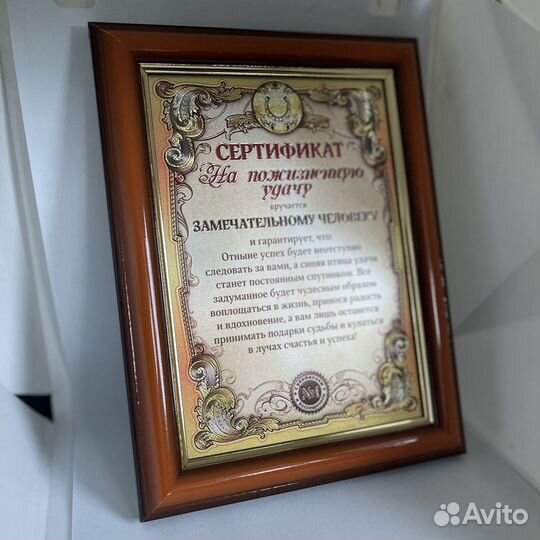 СЕРТИФИКАТ
На пожизненную
удачу
вручается
ЗАМЕЧАТЕЛЬНОМУ ЧЕЛОВЕКУ
и гарантирует, что:
Отныне успех будет неотступно
следовать за вами, а синяя птица удачи
станет постоянным спутником. Все
задуманное будет чудесным образом
воплощаться в жизнь, принося радость
и вдохновение, а вам лишь останется
принимать подарки судьбы и купаться
в лучах счастья и успеха!
№1
Avito